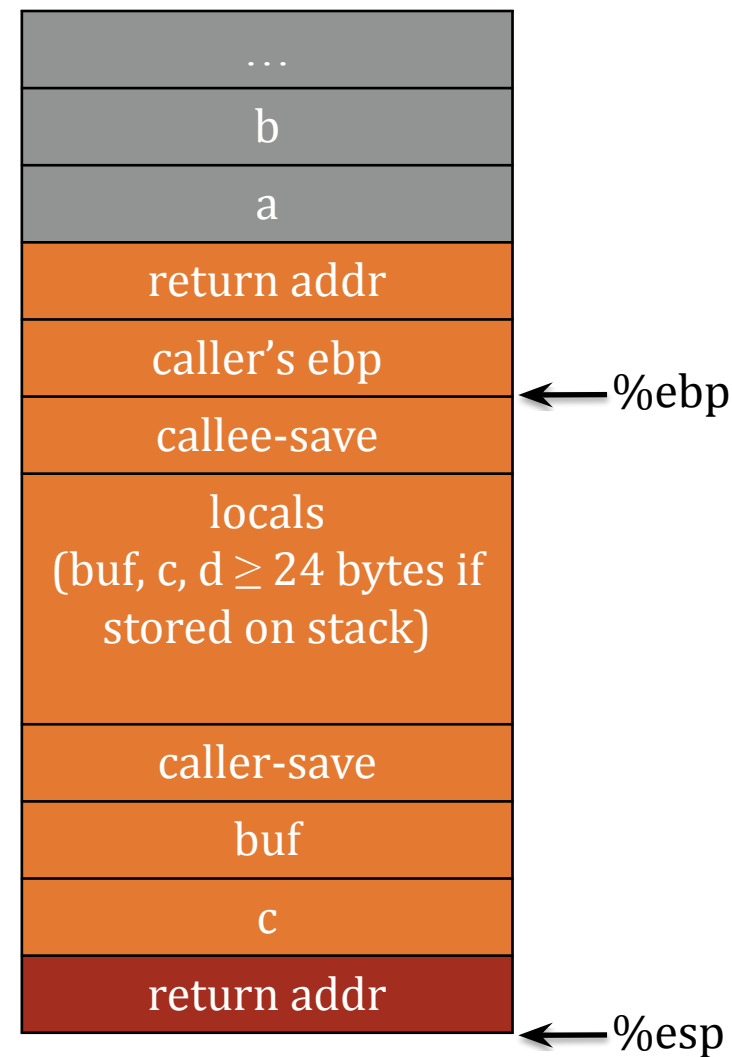 ...
b
a
return addr
caller’s ebp
%ebp
callee-save
locals
(buf, c, d ≥ 24 bytes if
stored on stack)
caller-save
buf
c
return addr
%esp